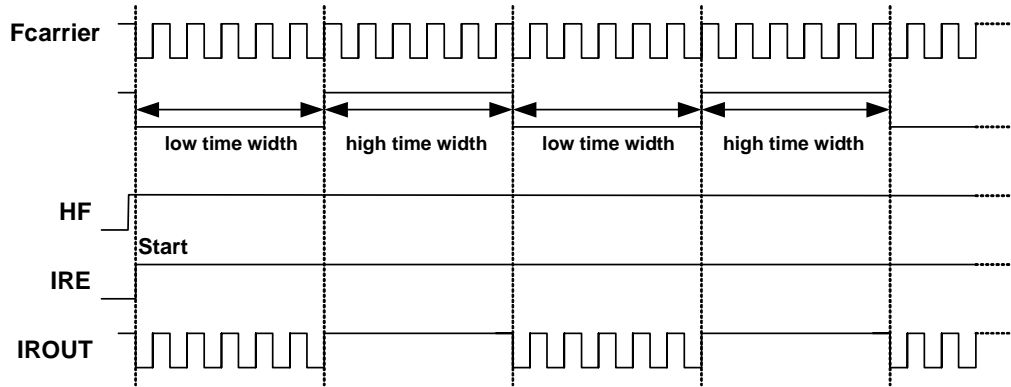 Fcarrier
low time width high time width low time width high time width
HF
Start
IRE
IROUT